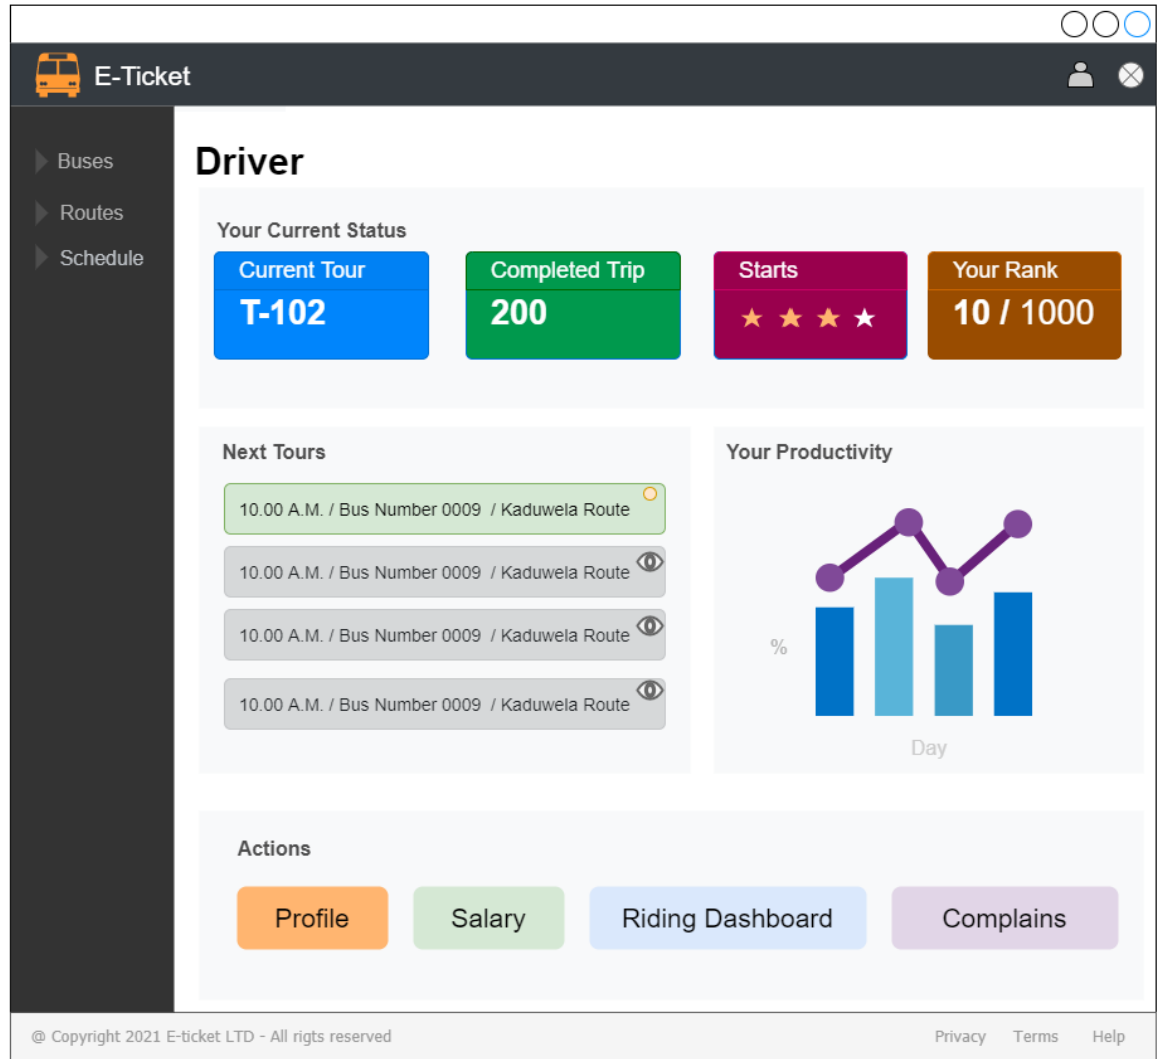 E-Ticket
Buses
Routes
Schedule
Driver
Your Current Status
Current Tour
T-102
Completed Trip
200
Starts
Your Rank
10 / 1000
Next Tours
10.00 A.M. / Bus Number 0009 / Kaduwela Route
10.00 A.M. / Bus Number 0009 / Kaduwela Route
10.00 A.M. / Bus Number 0009 / Kaduwela Route
10.00 A.M. / Bus Number 0009 / Kaduwela Route
Your Productivity
%
Day
Actions
Profile
Salary
Riding Dashboard
Complains
@ Copyright 2021 E-ticket LTD - All rigts reserved
Privacy Terms Help